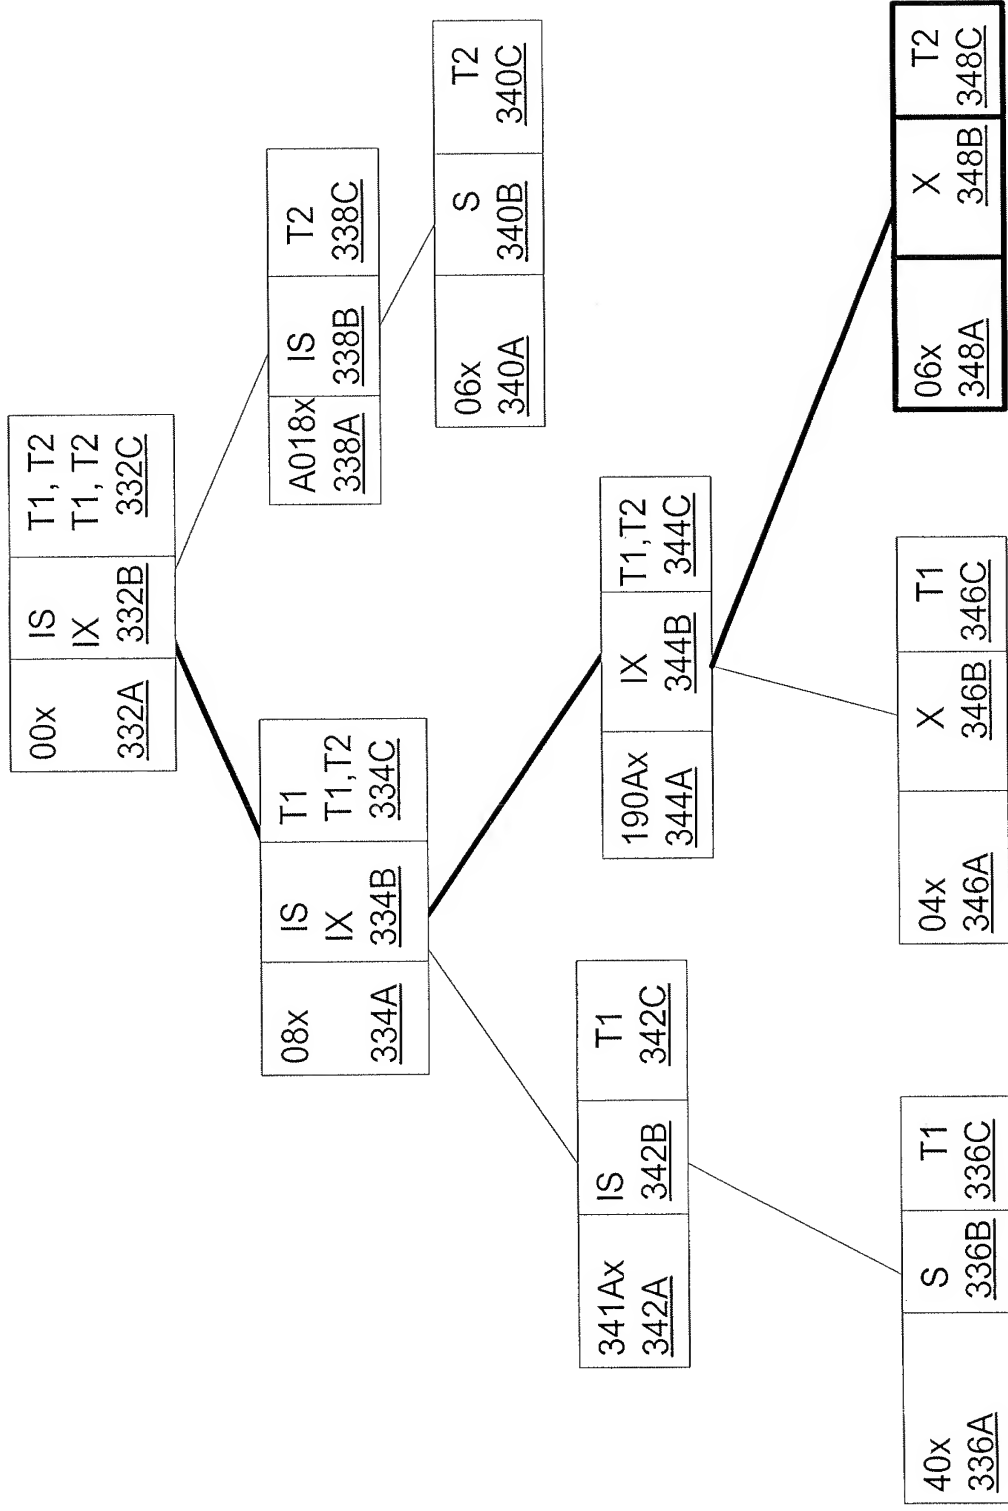 00x
332A
IS
IX
332B
T1, T2
T1, T2
332C
08x
334A
IS
IX
334B
T1
T1,T2
334C
A018x
338A
IS
338B
T2
338C
06x
340A
S
340B
T2
340C
341Ax
342A
IS
342B
T1
342C
190Ax
344A
IX
344B
T1,T2
344C
40x
336A
S
336B
T1
336C
04x
346A
X
346B
T1
346C
06x
348A
X
348B
T2
348C